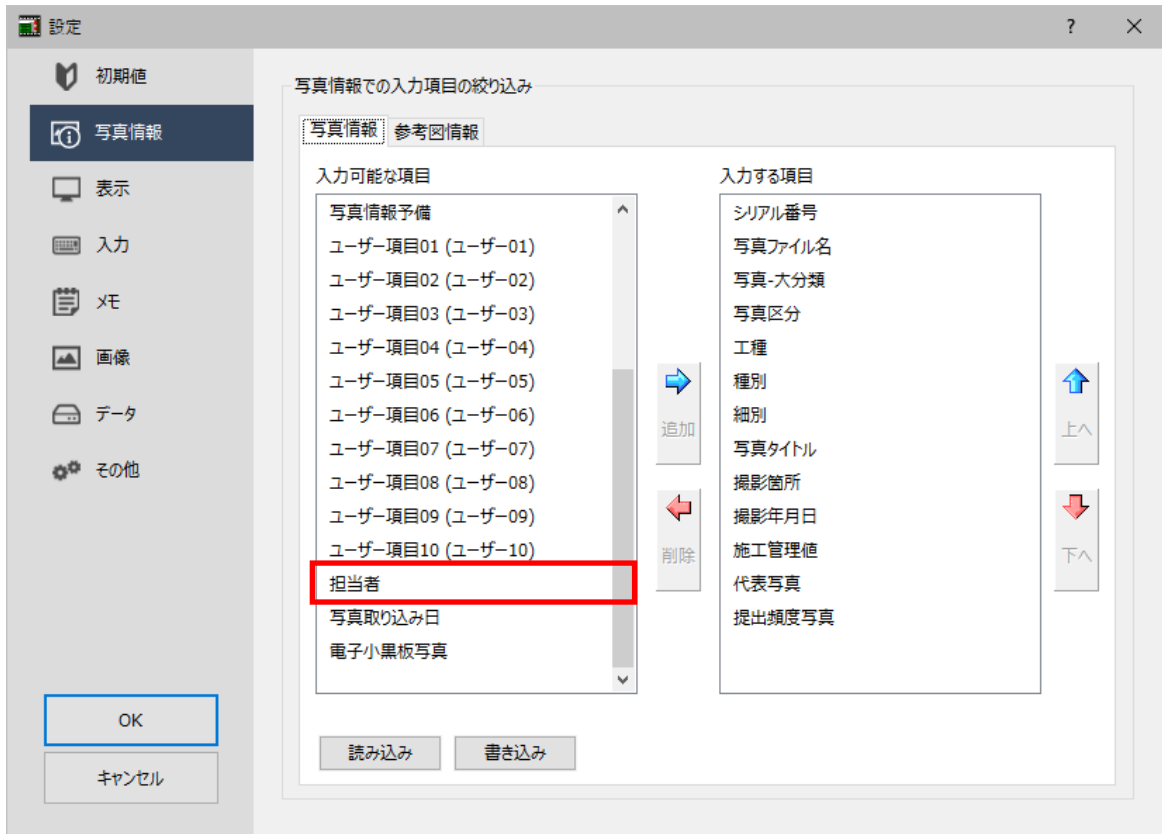 設定
?
初期値
写真情報
表示
入力
メモ
画像
データ
その他
OK
キャンセル
写真情報での入力項目の絞り込み
写真情報
参考図情報
入力可能な項目
写真情報予備
ユーザー項目01 (ユーザー01)
ユーザー項目02 (ユーザー02)
ユーザー項目03 (ユーザー03)
ユーザー項目04 (ユーザー04)
ユーザー項目05 (ユーザー05)
ユーザー項目06 (ユーザー06)
ユーザー項目07 (ユーザー07)
ユーザー項目08 (ユーザー08)
ユーザー項目09 (ユーザー09)
ユーザー項目10 (ユーザー10)
担当者
写真取り込み日
電子小黒板写真
追加
削除
入力する項目
シリアル番号
写真ファイル名
写真-大分類
写真区分
工種
種別
細別
写真タイトル
撮影箇所
撮影年月日
施工管理値
代表写真
提出頻度写真
上へ
下へ
読み込み
書き込み